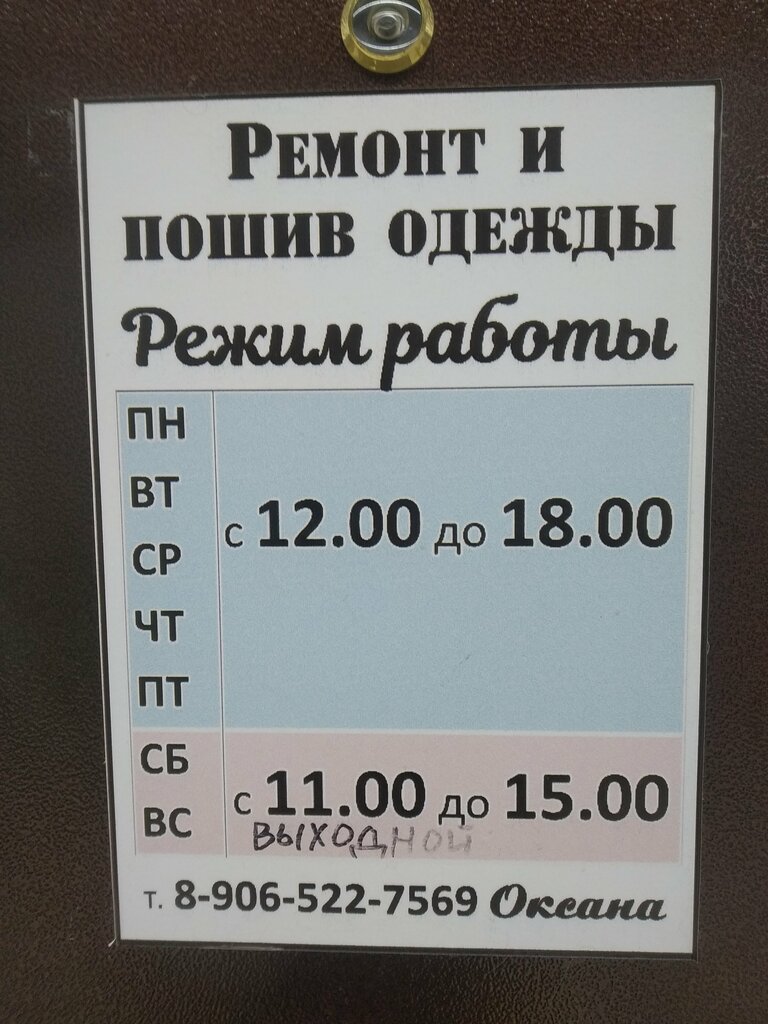 Ремонт и
пошив одежды
Режим работы
ПН
ВТ
с 12.00 до 18.00
СР
ЧТ
ПТ
СБ
с 11.00 до 15.00
ВС
ВЫХОДНОЙ
т. 8-906-522-7569 Оксана